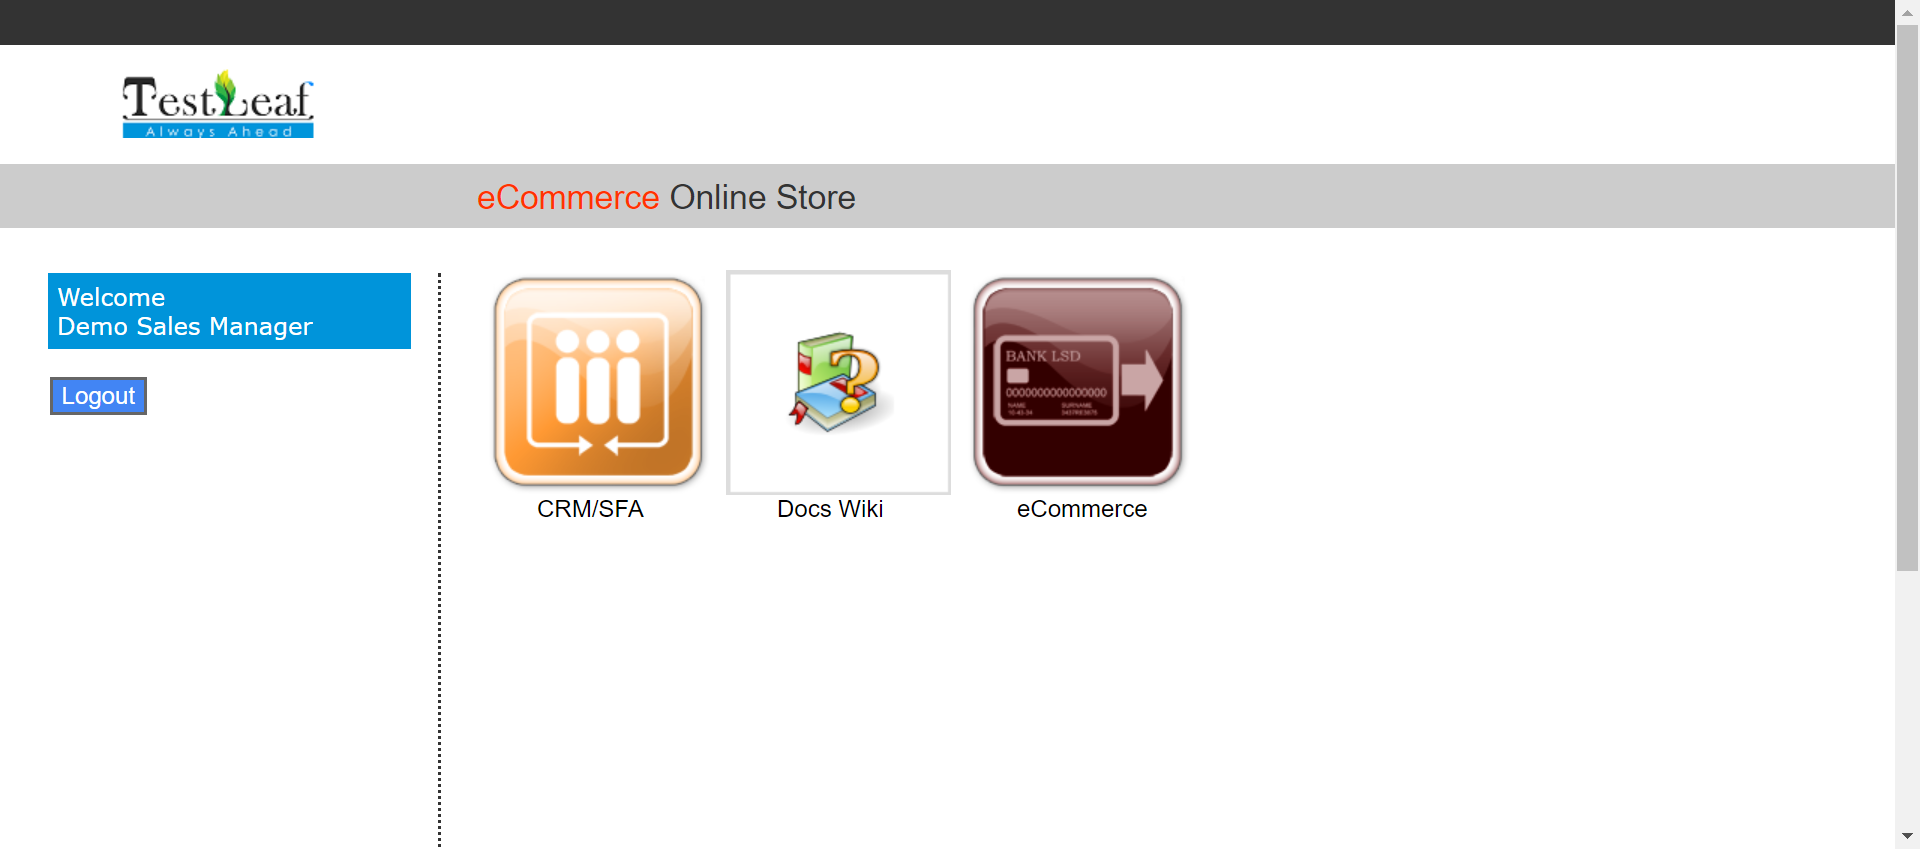 TestLeaf
Always Ahead
eCommerce Online Store
Welcome
Demo Sales Manager
Logout
BANK LSD
0000000000000000
NAME SURNAME
CRM/SFA
Docs Wiki
eCommerce